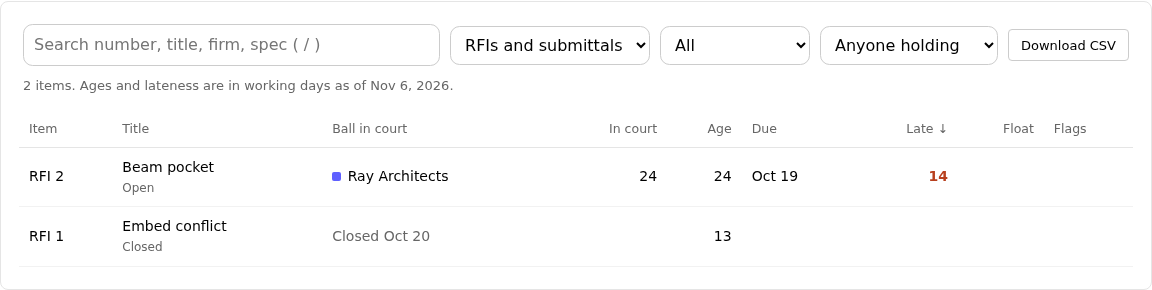 Search number, title, firm, spec ( / )
RFIs and submittals
All
Anyone holding
Download CSV
2 items. Ages and lateness are in working days as of Nov 6, 2026.
Item Title Ball in court In court Age Due Late ↓ Float Flags
RFI 2 Beam pocket Ray Architects 24 24 Oct 19 14
Open
RFI 1 Embed conflict Closed Oct 20 13
Closed